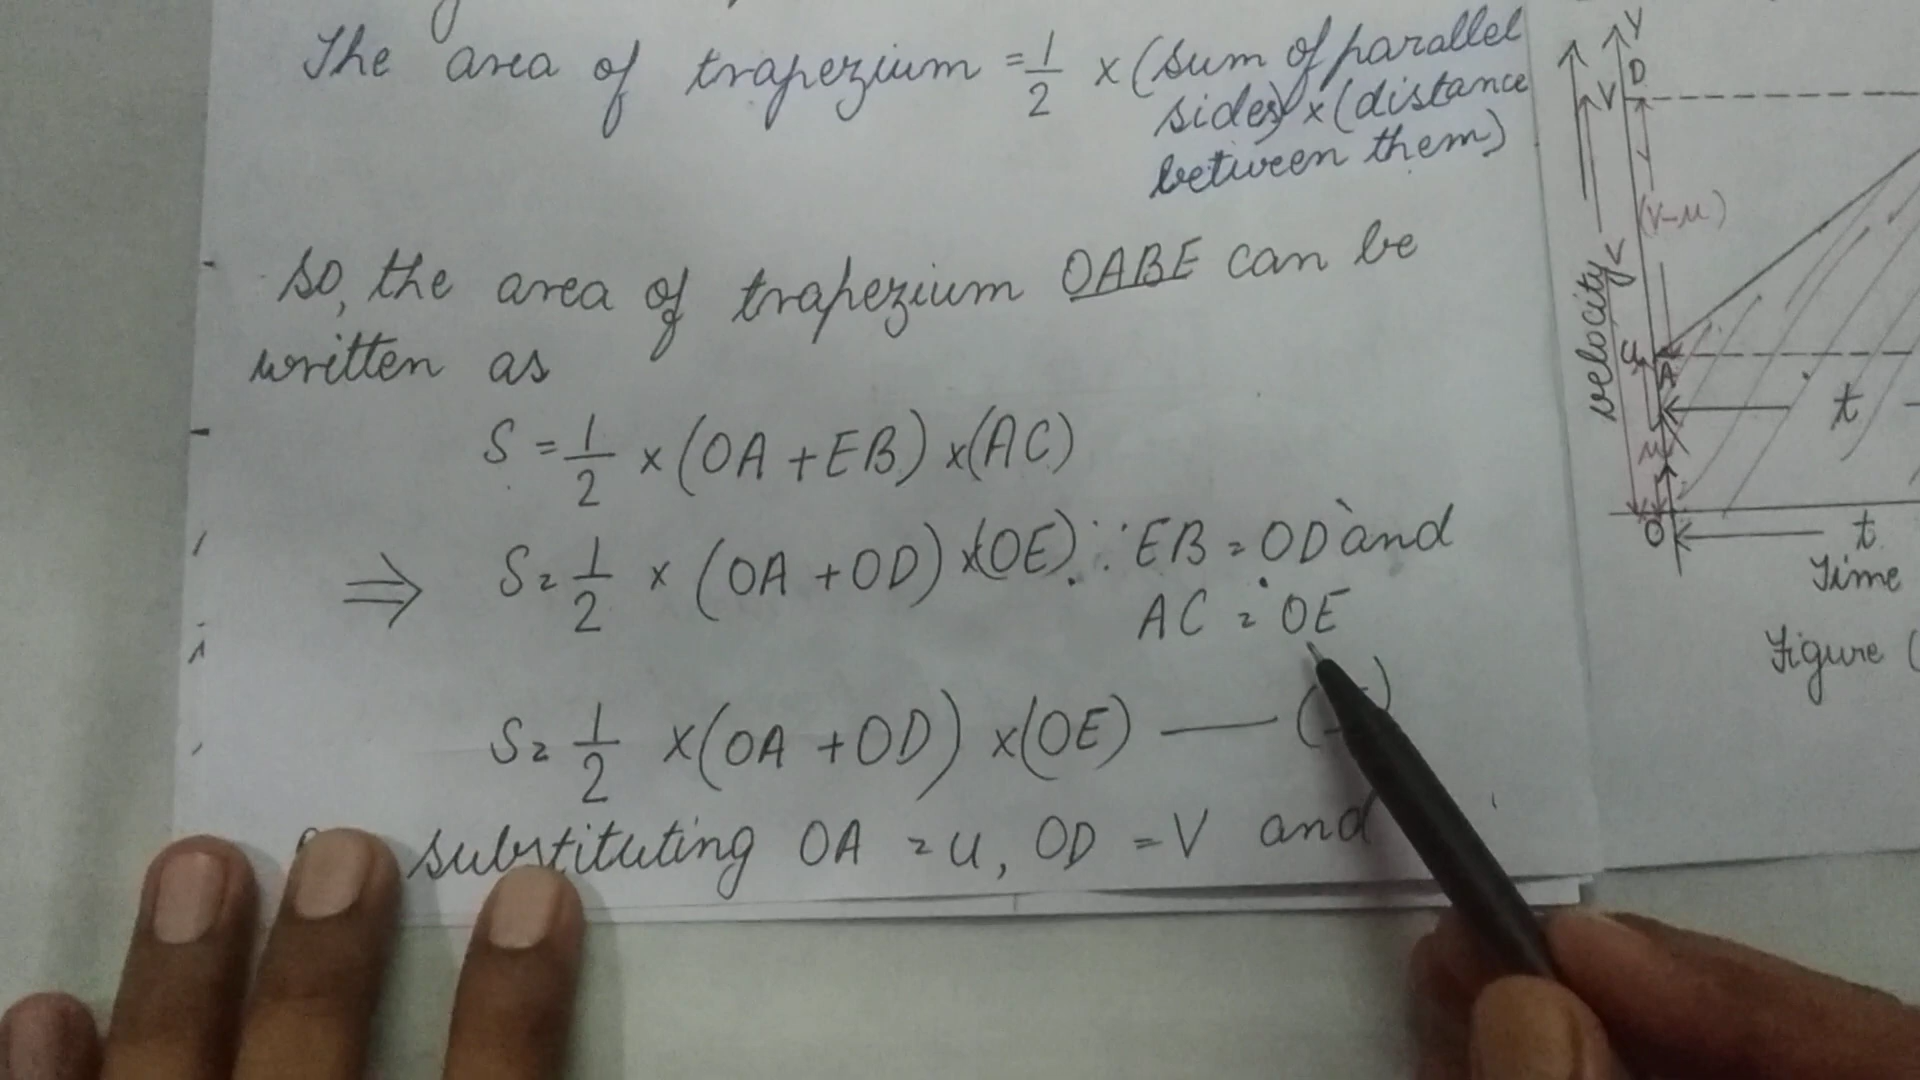 The area of trapezium = 1/2 × (sum of parallel
sides) × (distance
between them)
So, the area of trapezium OABE can be
written as
S = 1/2 × (OA + EB) × (AC)
⇒ S = 1/2 × (OA + OD) × (OE) ∵ EB = OD and
AC = OE
S = 1/2 × (OA + OD) × (OE) — (
substituting OA = u, OD = V and
Y
D
V
(v-u)
velocity
u
A
t
u
O
t
Time
Figure (